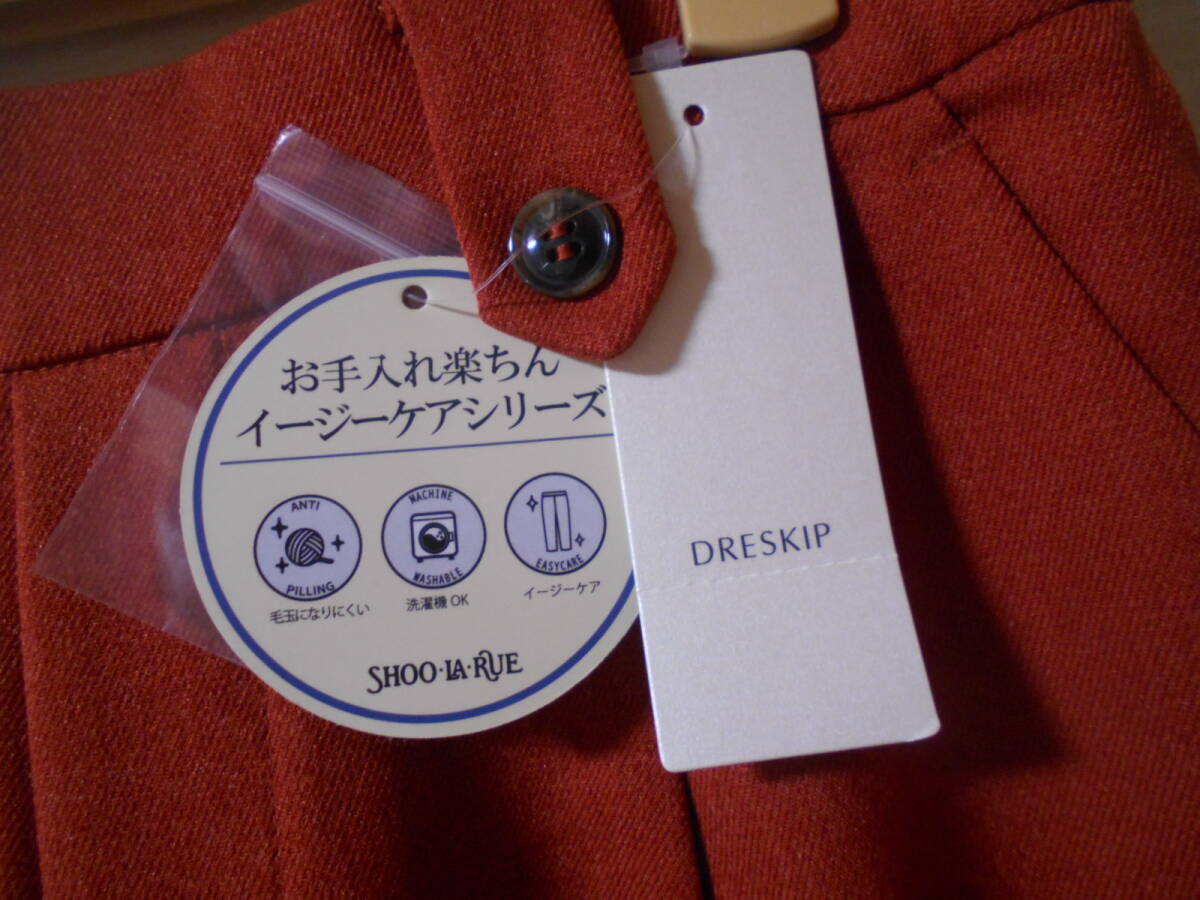 お手入れ楽ちん
イージーケアシリーズ
ANTI
PILLING
毛玉になりにくい
MACHINE
WASHABLE
洗濯機 OK
EASYCARE
イージーケア
SHOO・LA・RUE
DRESKIP